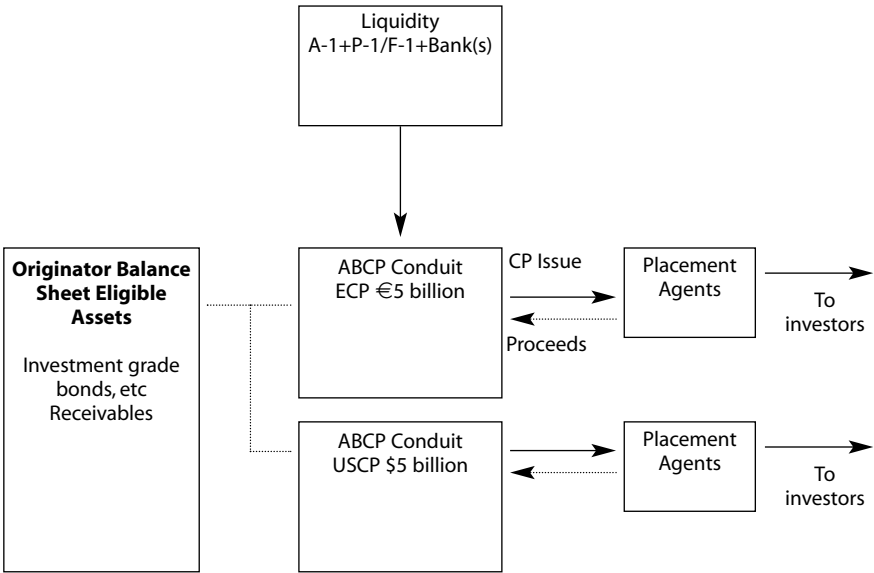 Liquidity
A-1+P-1/F-1+Bank(s)
Originator Balance
Sheet Eligible
Assets
Investment grade
bonds, etc
Receivables
ABCP Conduit
ECP €5 billion
CP Issue
Proceeds
Placement
Agents
To
investors
ABCP Conduit
USCP $5 billion
Placement
Agents
To
investors